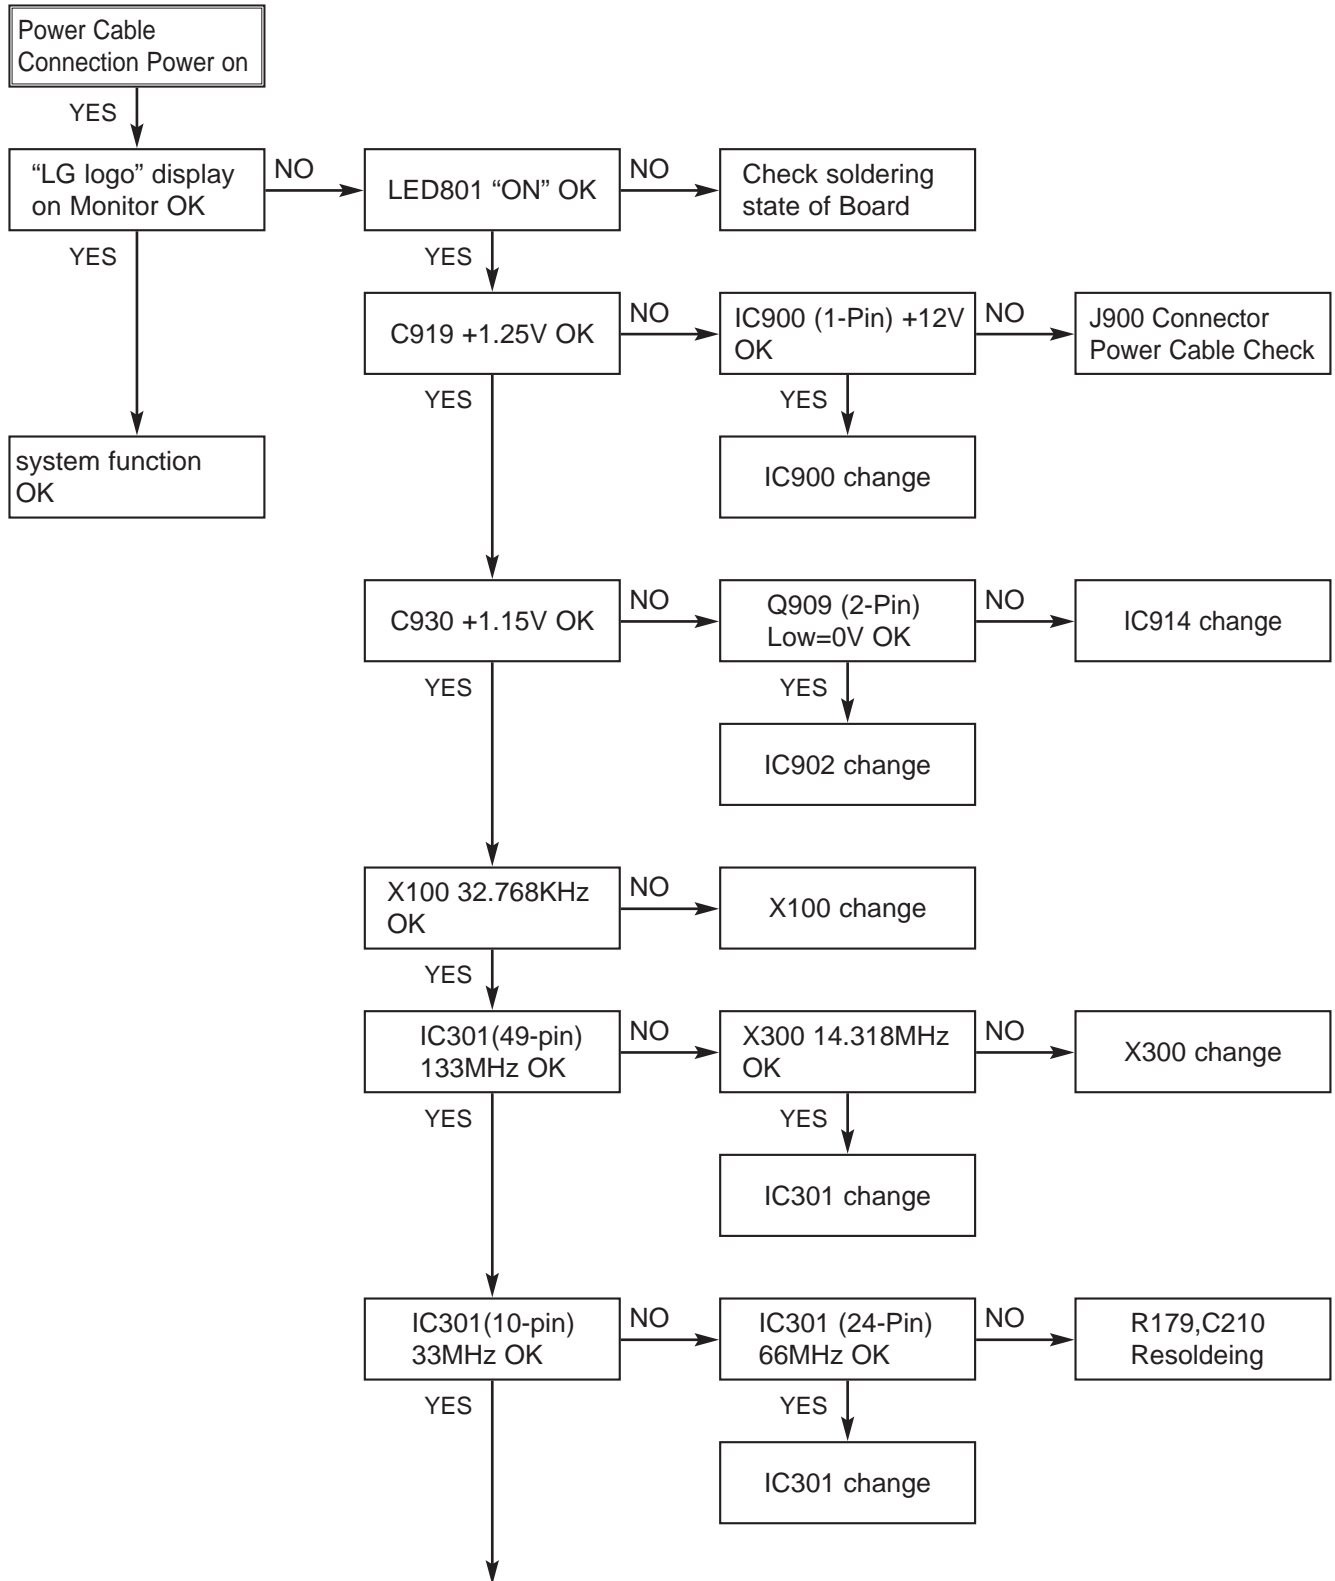 Power Cable
Connection Power on
YES
“LG logo” display
on Monitor OK
NO
LED801 “ON” OK
NO
Check soldering
state of Board
YES
YES
C919 +1.25V OK
NO
IC900 (1-Pin) +12V
OK
NO
J900 Connector
Power Cable Check
YES
YES
system function
OK
IC900 change
C930 +1.15V OK
NO
Q909 (2-Pin)
Low=0V OK
NO
IC914 change
YES
YES
IC902 change
X100 32.768KHz
OK
NO
X100 change
YES
IC301(49-pin)
133MHz OK
NO
X300 14.318MHz
OK
NO
X300 change
YES
YES
IC301 change
IC301(10-pin)
33MHz OK
NO
IC301 (24-Pin)
66MHz OK
NO
R179,C210
Resoldeing
YES
YES
IC301 change